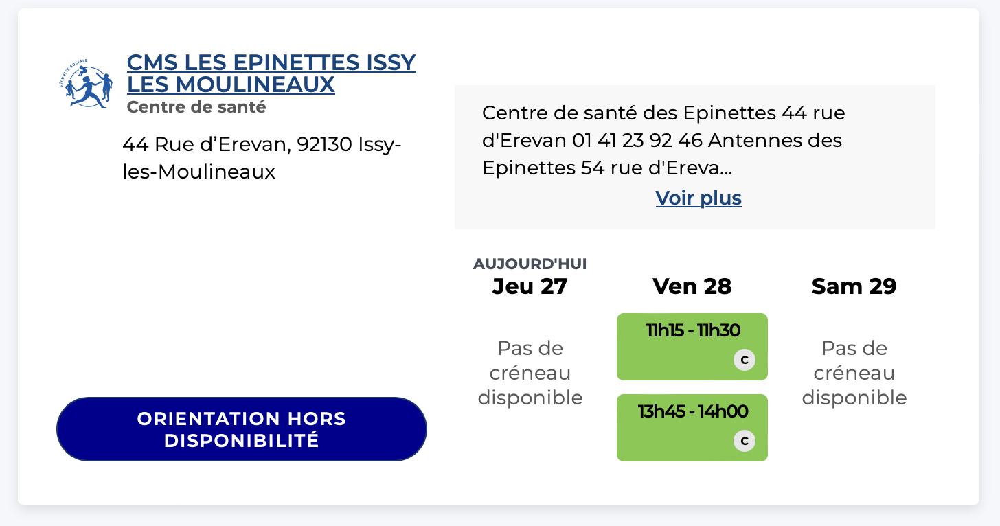 SÉCURITÉ SOCIALE
CMS LES EPINETTES ISSY
LES MOULINEAUX
Centre de santé
44 Rue d’Erevan, 92130 Issy-
les-Moulineaux
Centre de santé des Epinettes 44 rue
d'Erevan 01 41 23 92 46 Antennes des
Epinettes 54 rue d'Ereva...
Voir plus
AUJOURD'HUI
Jeu 27
Ven 28
Sam 29
Pas de
créneau
disponible
11h15 - 11h30
C
13h45 - 14h00
C
Pas de
créneau
disponible
ORIENTATION HORS
DISPONIBILITÉ